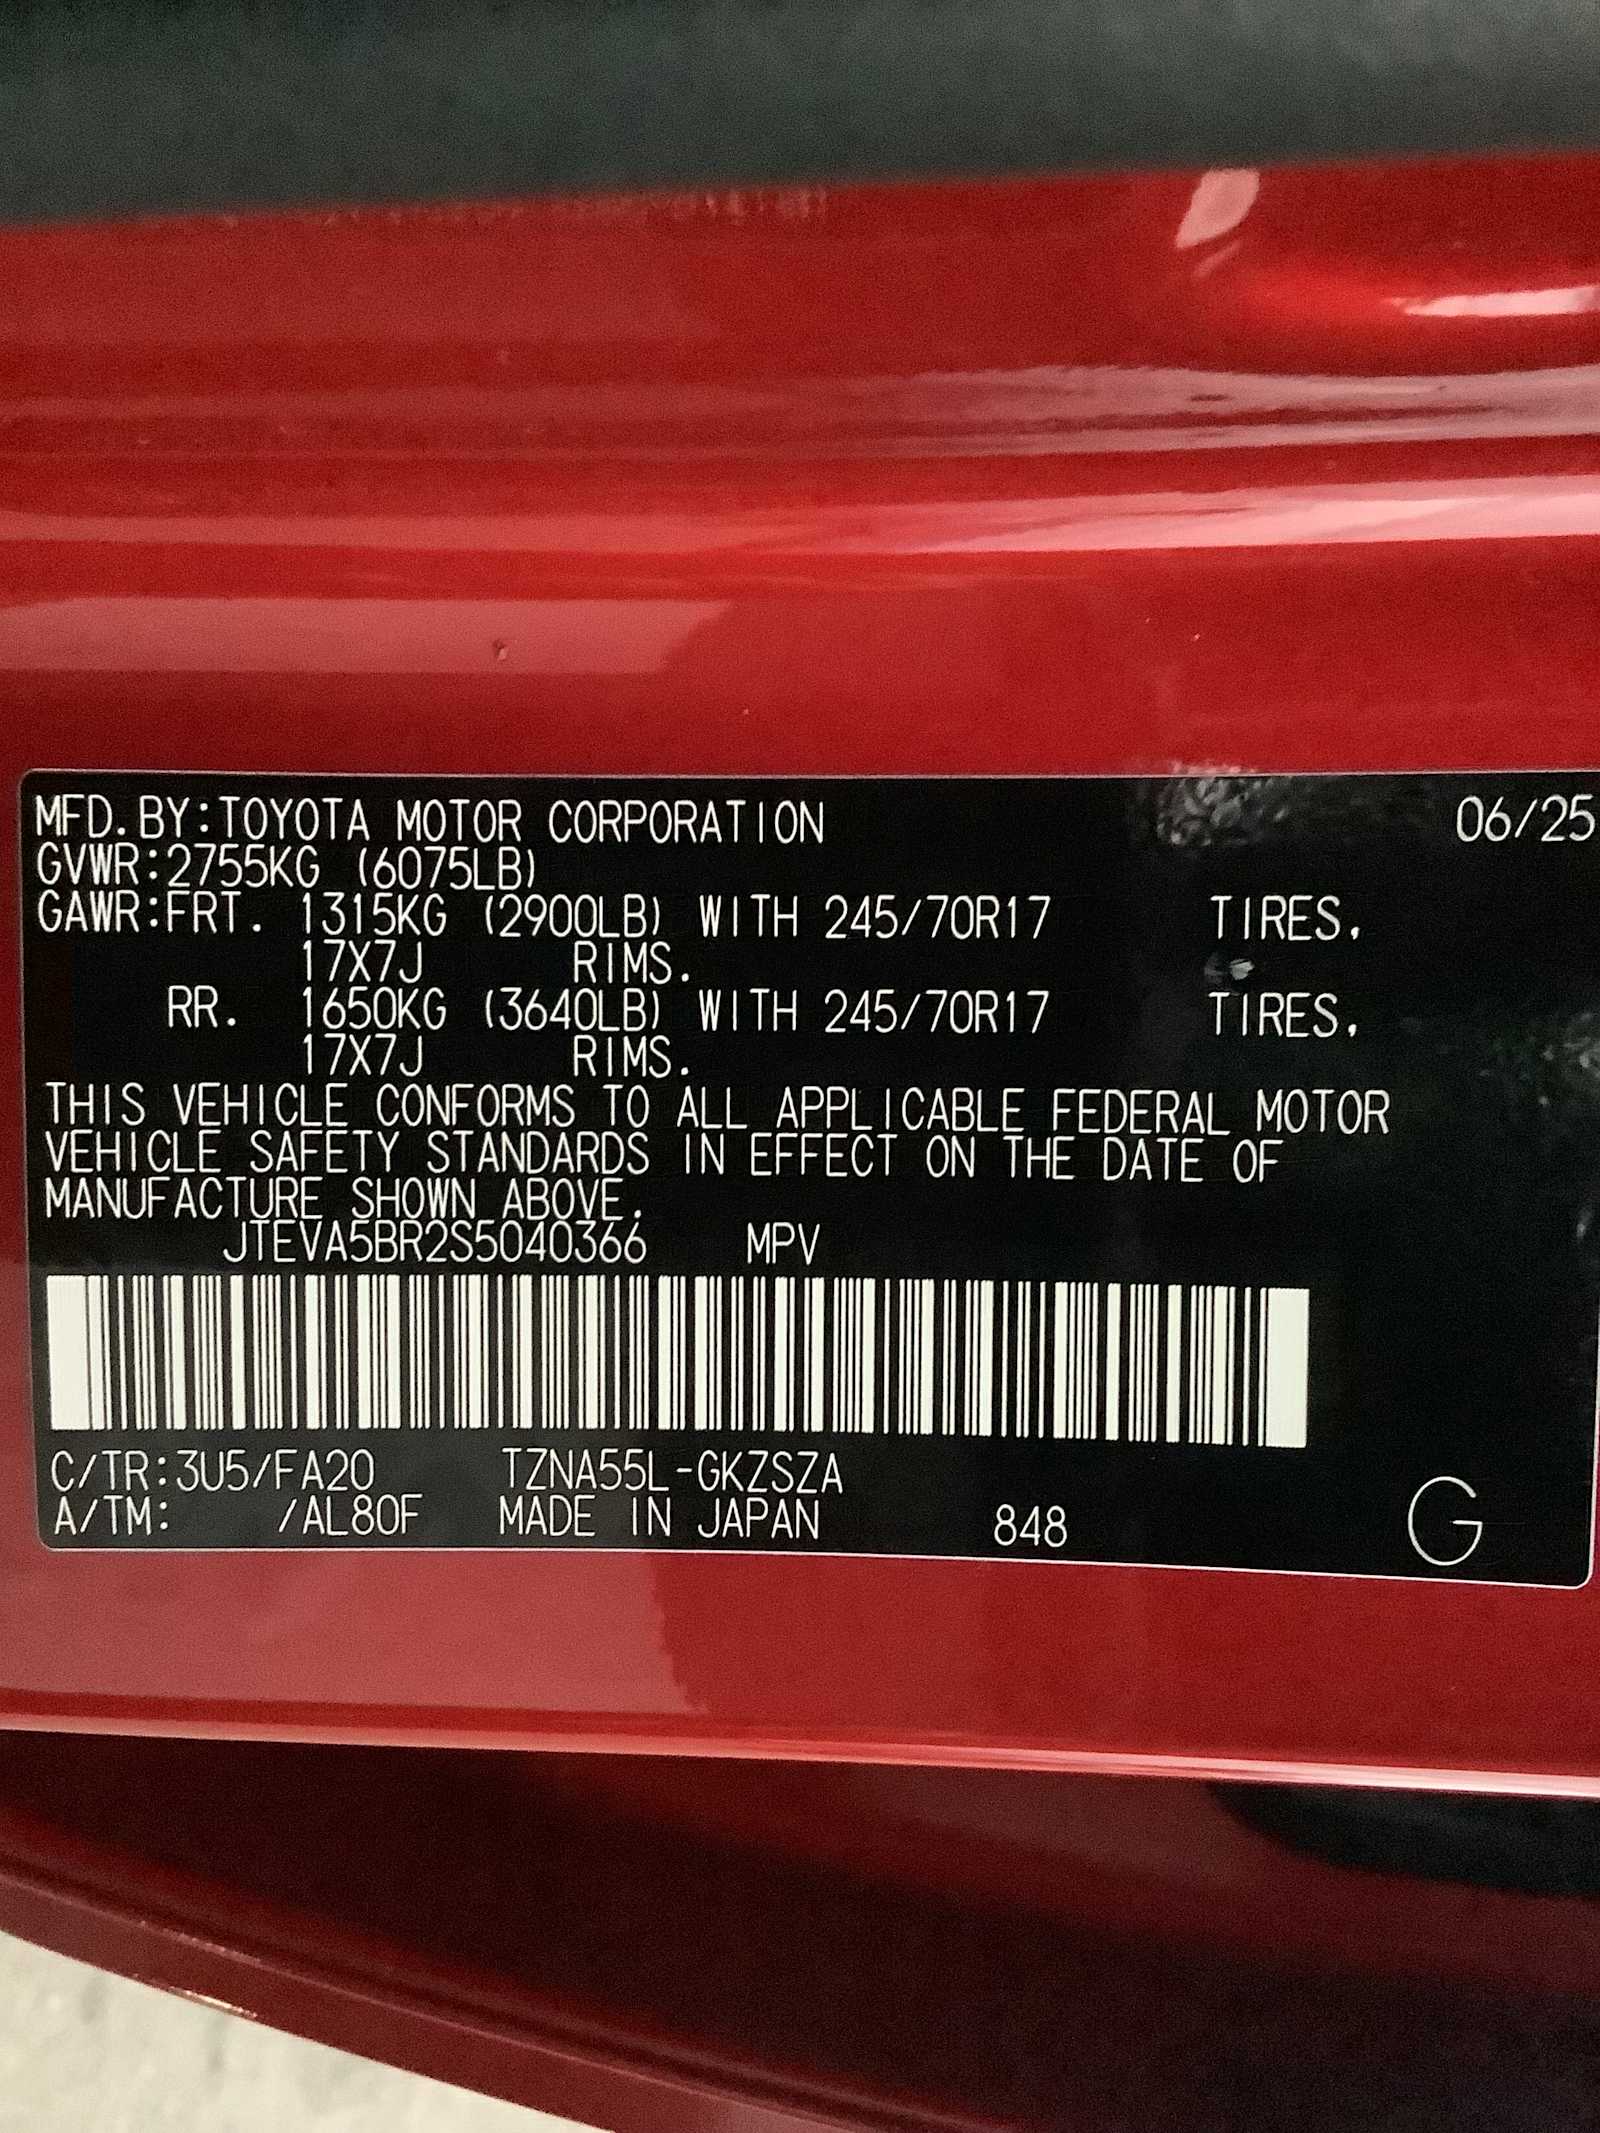 MFD. BY:TOYOTA MOTOR CORPORATION 06/25
GVWR:2755KG (6075LB)
GAWR:FRT. 1315KG (2900LB) WITH 245/70R17 TIRES,
17X7J RIMS.
RR. 1650KG (3640LB) WITH 245/70R17 TIRES,
17X7J RIMS.
THIS VEHICLE CONFORMS TO ALL APPLICABLE FEDERAL MOTOR
VEHICLE SAFETY STANDARDS IN EFFECT ON THE DATE OF
MANUFACTURE SHOWN ABOVE.
JTEVA5BR2S5040366 MPV
C/TR:3U5/FA20 TZNA55L-GKZSZA
A/TM: /AL80F MADE IN JAPAN 848 G